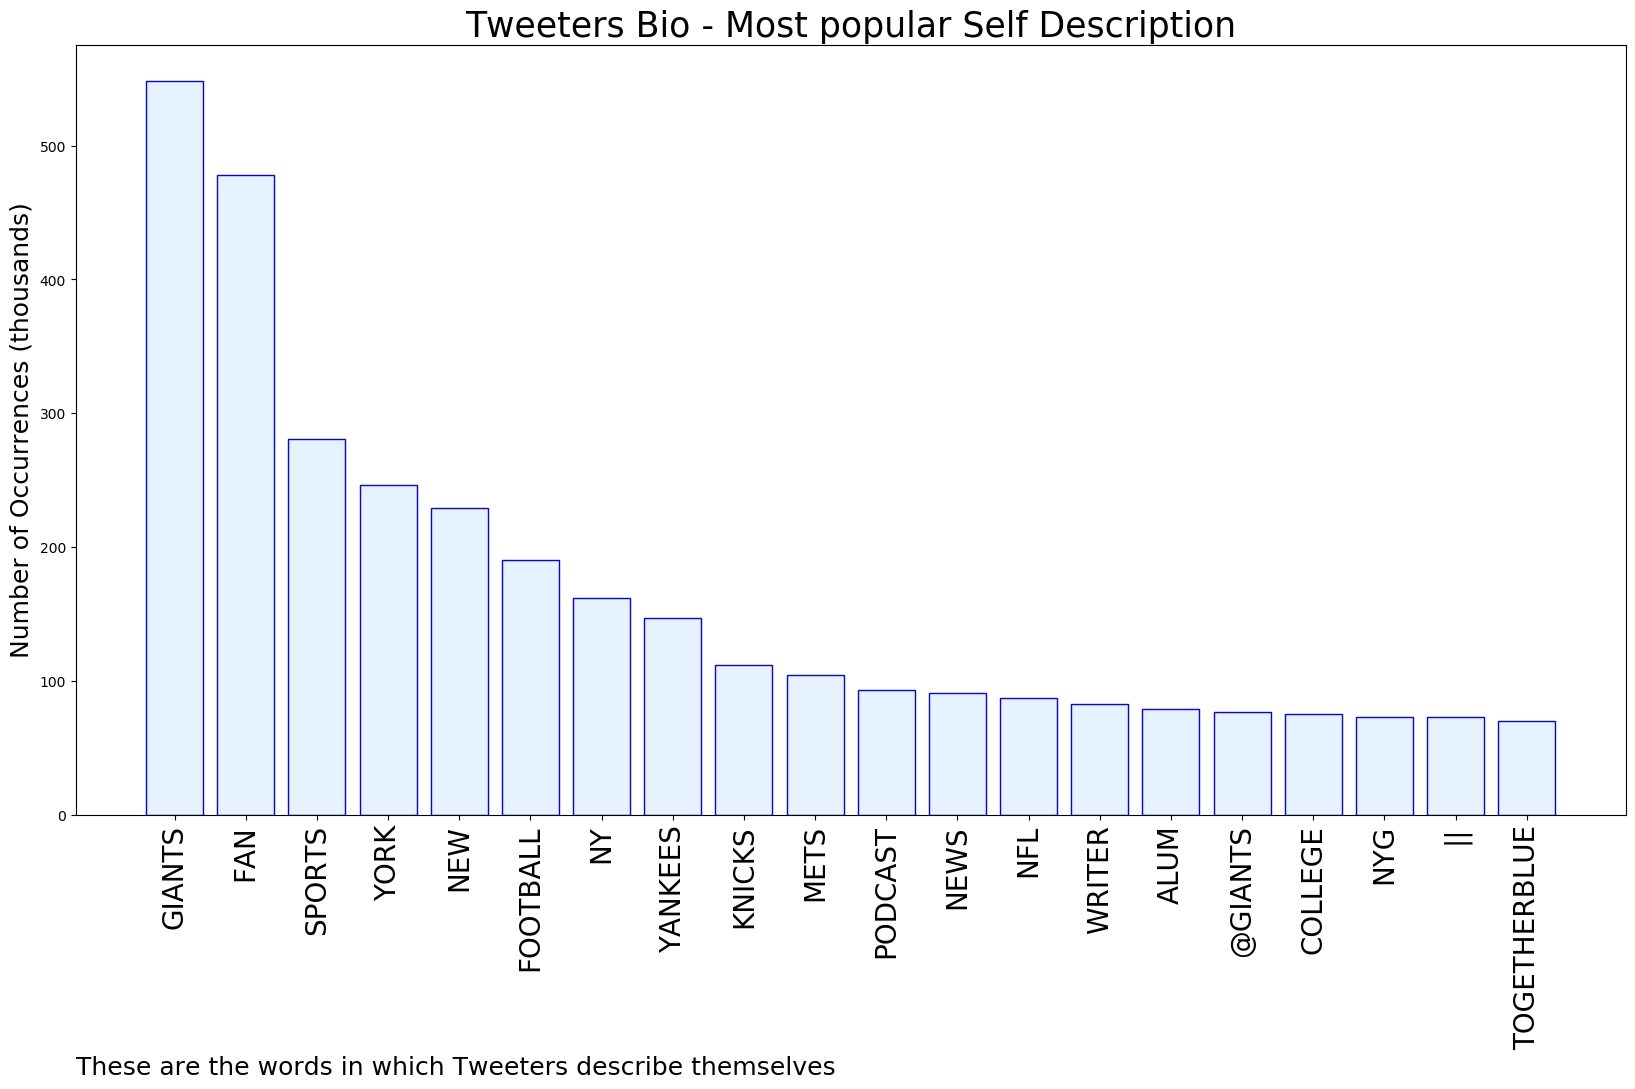 Tweeters Bio - Most popular Self Description
Number of Occurrences (thousands)
500
400
300
200
100
0
GIANTS
FAN
SPORTS
YORK
NEW
FOOTBALL
NY
YANKEES
KNICKS
METS
PODCAST
NEWS
NFL
WRITER
ALUM
@GIANTS
COLLEGE
NYG
||
TOGETHERBLUE
These are the words in which Tweeters describe themselves